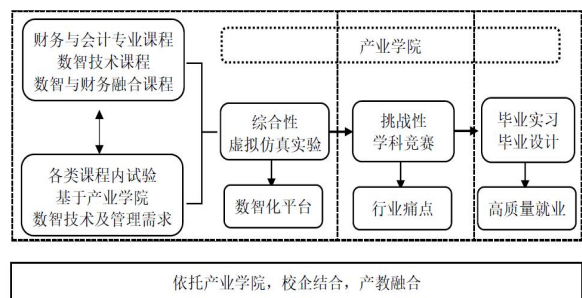 财务与会计专业课程
数智技术课程
数智与财务融合课程
产业学院
综合性
虚拟仿真实验
挑战性
学科竞赛
毕业实习
毕业设计
各类课程内试验
基于产业学院
数智技术及管理需求
数智化平台
行业痛点
高质量就业
依托产业学院，校企结合，产教融合